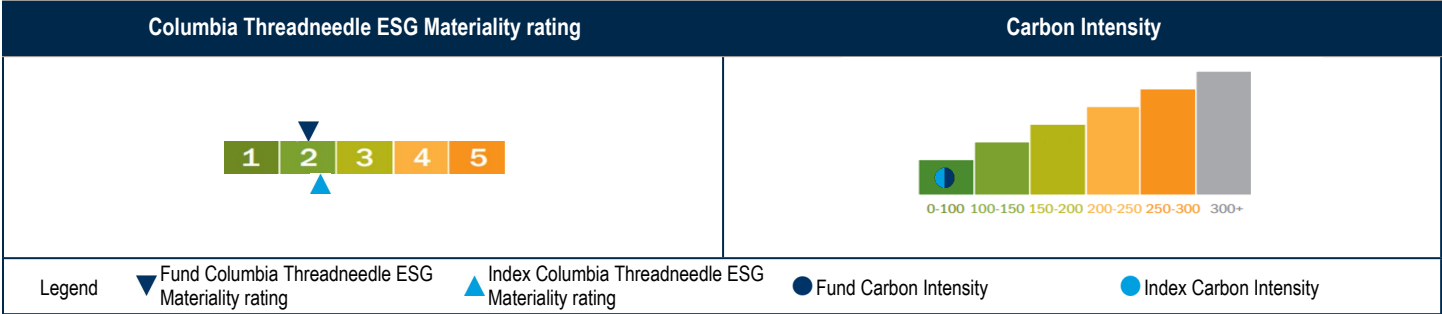 Columbia Threadneedle ESG Materiality rating
Carbon Intensity
1 2 3 4 5
0-100 100-150 150-200 200-250 250-300 300+
Legend
Fund Columbia Threadneedle ESG
Materiality rating
Index Columbia Threadneedle ESG
Materiality rating
Fund Carbon Intensity
Index Carbon Intensity